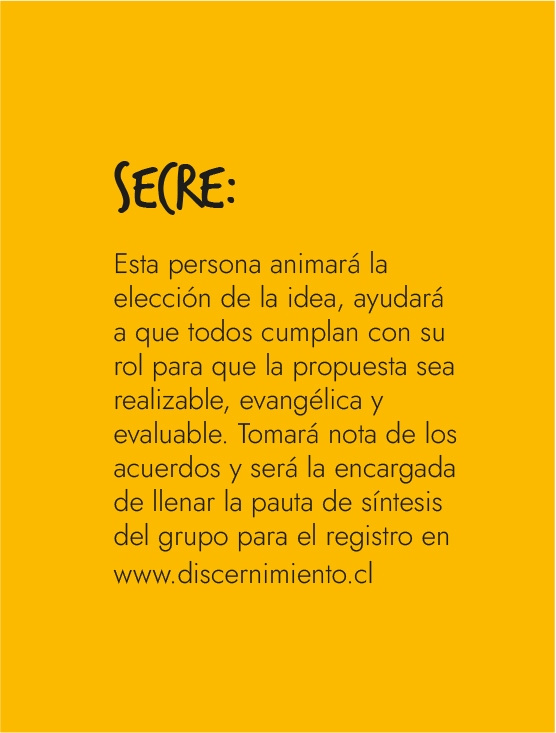 SECRE:
Esta persona animará la
elección de la idea, ayudará
a que todos cumplan con su
rol para que la propuesta sea
realizable, evangélica y
evaluable. Tomará nota de los
acuerdos y será la encargada
de llenar la pauta de síntesis
del grupo para el registro en
www.discernimiento.cl